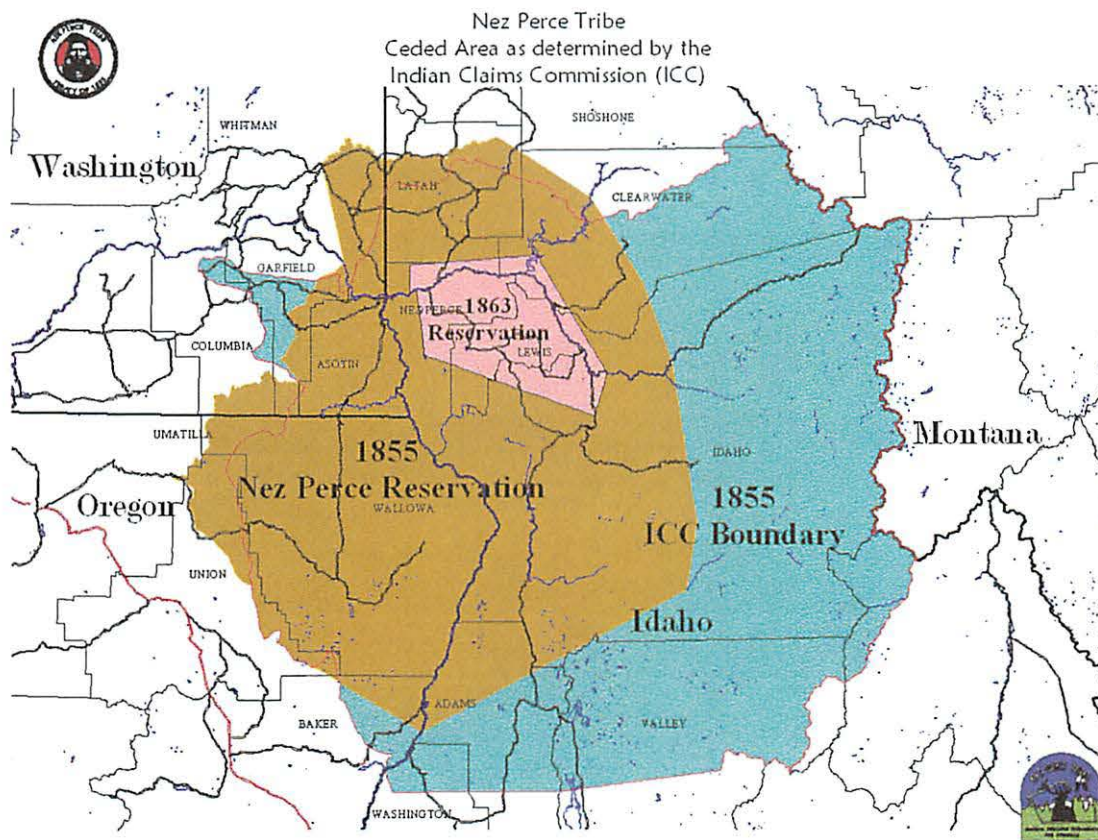 Nez Perce Tribe
Ceded Area as determined by the
Indian Claims Commission (ICC)
WHITMAN
SHOSHONE
Washington
LATAH
CLEARWATER
GARFIELD
NEZ PERCE
1863
Reservation
LEWIS
COLUMBIA
ASOTIN
UMATILLA
Montana
1855
Nez Perce Reservation
IDAHO
Oregon
WALLOWA
1855
ICC Boundary
UNION
Idaho
ADAMS
BAKER
VALLEY
WASHINGTON